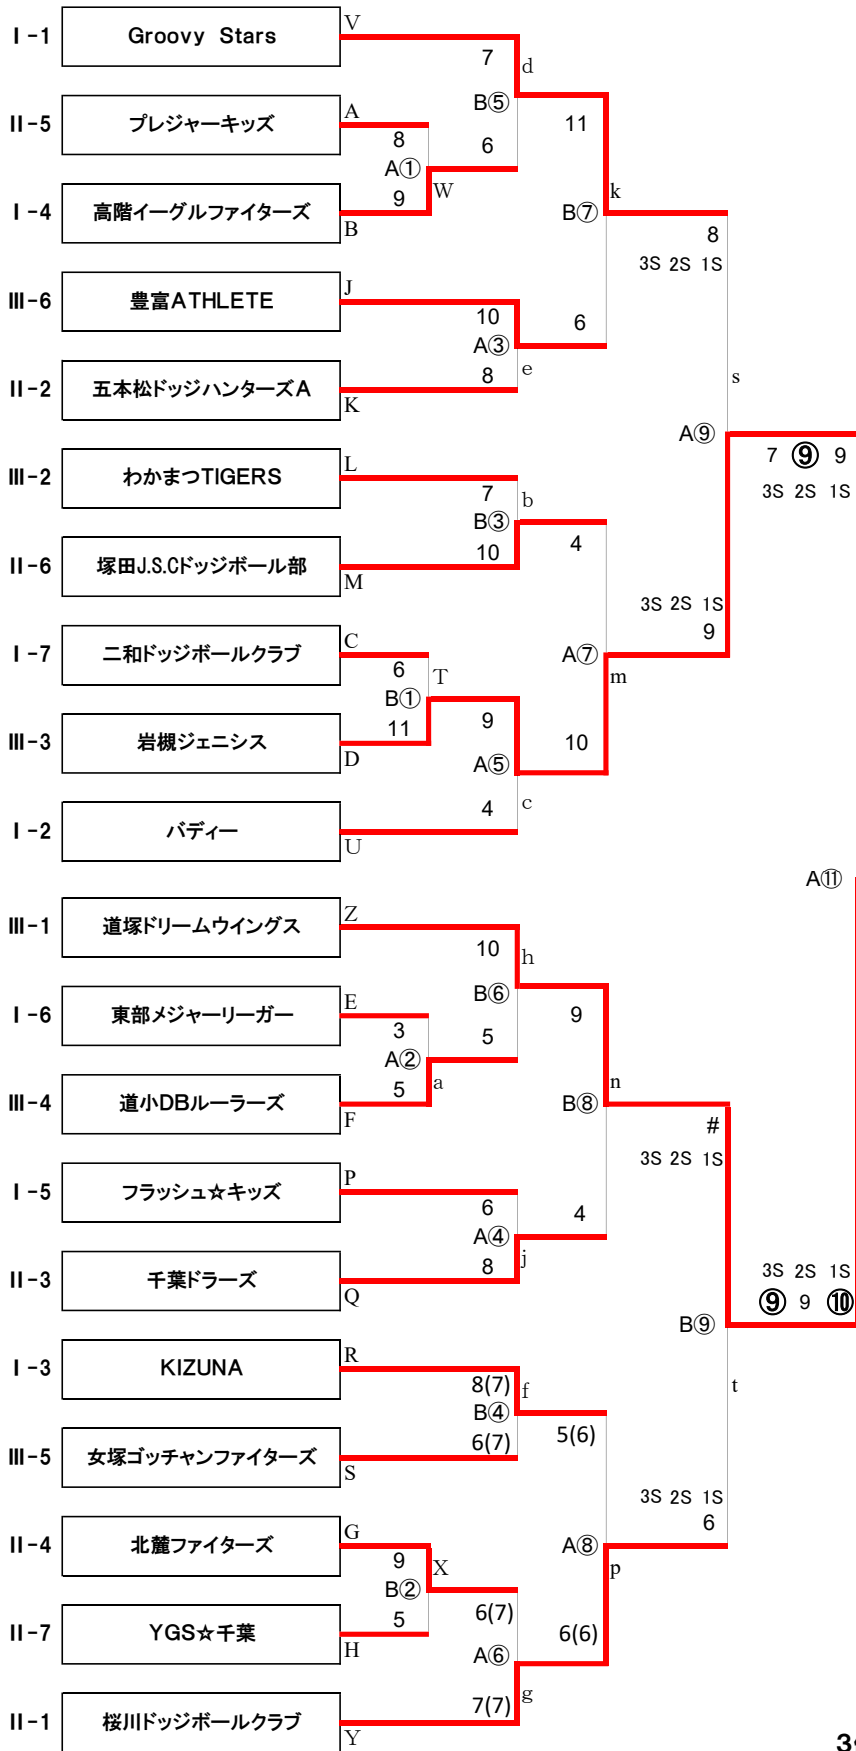 V
Ⅰ-1 Groovy Stars
7 d
B⑤
A
Ⅱ-5 プレジャーキッズ
8 6 11
A① W
9
Ⅰ-4 高階イーグルファイターズ
B
k
B⑦
8
3S 2S 1S
J
Ⅲ-6 豊富ATHLETE
10 6
A③
8 e
Ⅱ-2 五本松ドッジハンターズA
K
s
A⑨
7 ⑨ 9
3S 2S 1S
L
Ⅲ-2 わかまつTIGERS
7 b
B③
10 4
Ⅱ-6 塚田J.S.Cドッジボール部
M
3S 2S 1S
9
C
Ⅰ-7 二和ドッジボールクラブ
6 T
A⑦ m
B①
11 9 10
Ⅲ-3 岩槻ジェニシス
D
A⑤
4 c
Ⅰ-2 バディー
U
A⑪
Z
Ⅲ-1 道塚ドリームウイングス
10 h
B⑥
E
Ⅰ-6 東部メジャーリーガー
3 5 9
A② a
5
Ⅲ-4 道小DBルーラーズ
F
n
B⑧
#
3S 2S 1S
P
Ⅰ-5 フラッシュ☆キッズ
6 4
A④
8 j
Ⅱ-3 千葉ドラーズ
Q
3S 2S 1S
⑨ 9 ⑩
B⑨
t
R
Ⅰ-3 KIZUNA
8(7) f
B④
6(7) 5(6)
Ⅲ-5 女塚ゴッチャンファイターズ
S
3S 2S 1S
6
G
Ⅱ-4 北麓ファイターズ
9 X
A⑧ p
B②
5 6(7) 6(6)
Ⅱ-7 YGS☆千葉
H
A⑥
7(7) g
Ⅱ-1 桜川ドッジボールクラブ
Y